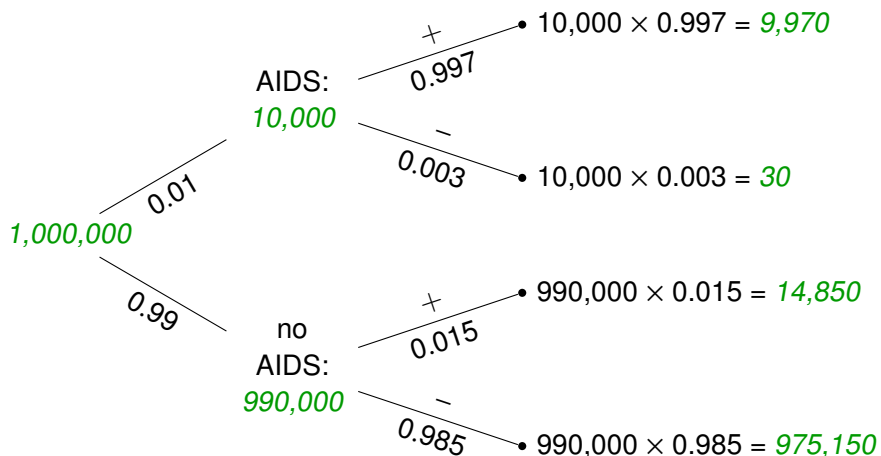 +
10,000 × 0.997 = 9,970
0.997
AIDS:
10,000
−
0.003
10,000 × 0.003 = 30
0.01
1,000,000
0.99
+
990,000 × 0.015 = 14,850
0.015
no
AIDS:
990,000
−
0.985
990,000 × 0.985 = 975,150